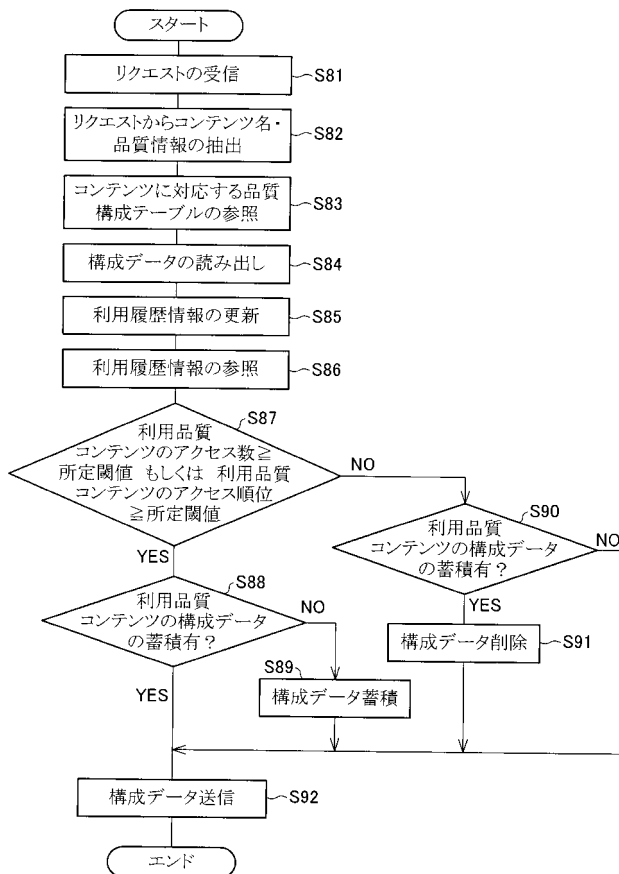 スタート
リクエストの受信
S81
リクエストからコンテンツ名・
品質情報の抽出
S82
コンテンツに対応する品質
構成テーブルの参照
S83
構成データの読み出し
S84
利用履歴情報の更新
S85
利用履歴情報の参照
S86
S87
利用品質
コンテンツのアクセス数≧
所定閾値 もしくは 利用品質
コンテンツのアクセス順位
≧所定閾値
NO
YES
S90
利用品質
コンテンツの構成データ
の蓄積有?
NO
YES
S88
利用品質
コンテンツの構成データ
の蓄積有?
NO
YES
構成データ削除
S91
S89
構成データ蓄積
構成データ送信
S92
エンド